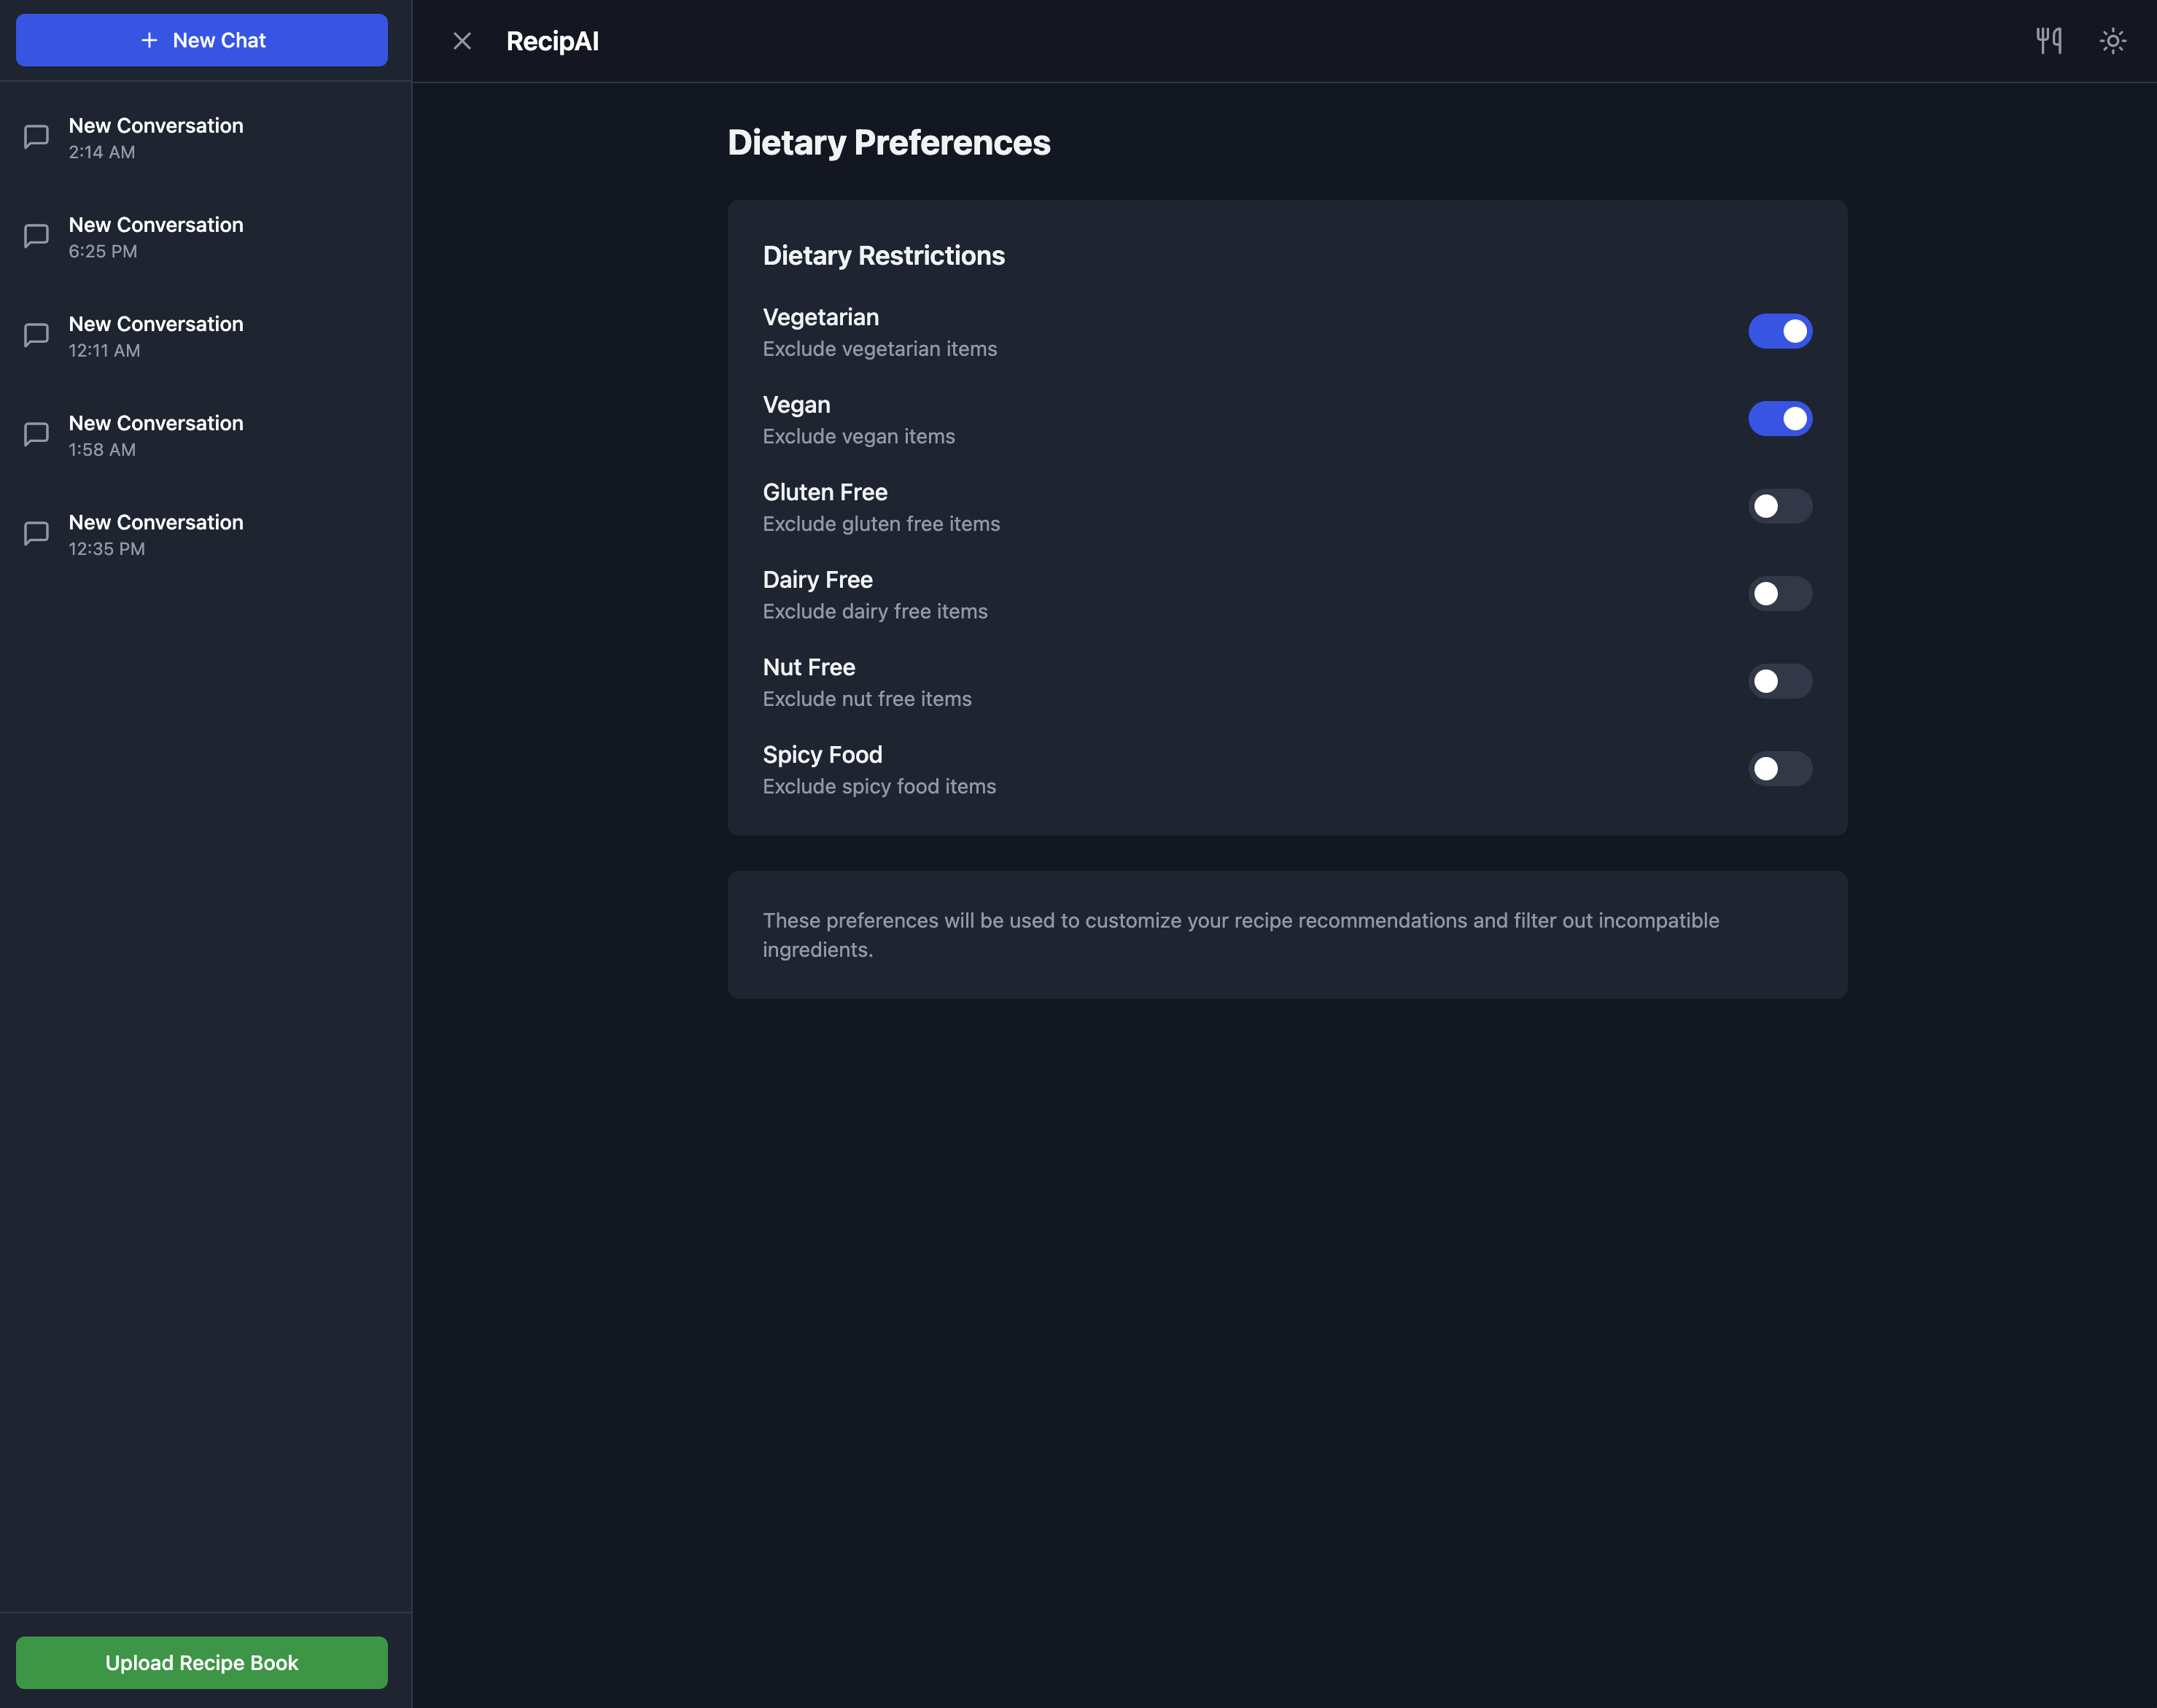 New Chat
New Conversation
2:14 AM
New Conversation
6:25 PM
New Conversation
12:11 AM
New Conversation
1:58 AM
New Conversation
12:35 PM
Upload Recipe Book
RecipAI
Dietary Preferences
Dietary Restrictions
Vegetarian
Exclude vegetarian items
Vegan
Exclude vegan items
Gluten Free
Exclude gluten free items
Dairy Free
Exclude dairy free items
Nut Free
Exclude nut free items
Spicy Food
Exclude spicy food items
These preferences will be used to customize your recipe recommendations and filter out incompatible
ingredients.